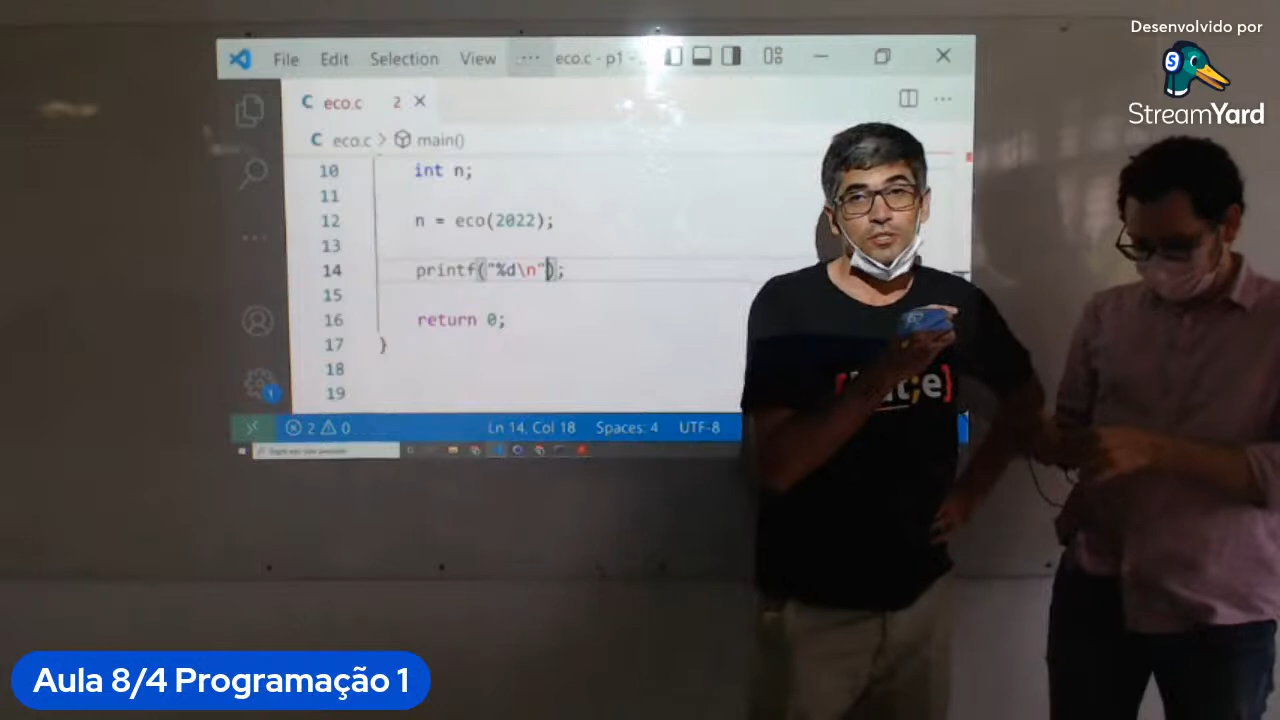 Desenvolvido por
StreamYard
File Edit Selection View ··· eco.c - p1 - ..
C eco.c 2 ×
C eco.c > main()
10 int n;
11
12 n = eco(2022);
13
14 printf("%d\n");
15
16 return 0;
17 }
18
19
1
2 0 Ln 14, Col 18 Spaces: 4 UTF-8
Aula 8/4 Programação 1